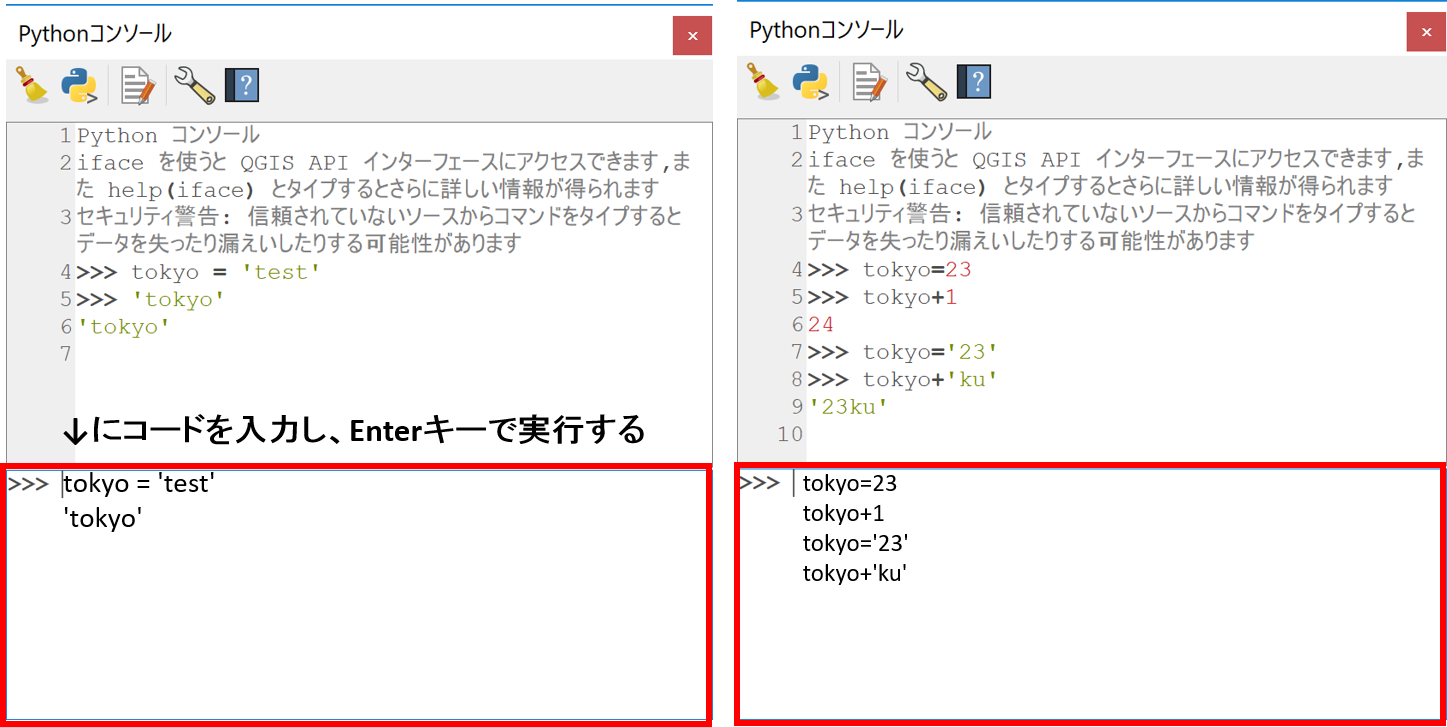 Pythonコンソール
1 Python コンソール
2 iface を使うと QGIS API インターフェースにアクセスできます,ま
た help(iface) とタイプするとさらに詳しい情報が得られます
3 セキュリティ警告: 信頼されていないソースからコマンドをタイプすると
データを失ったり漏えいしたりする可能性があります
4 >>> tokyo = 'test'
5 >>> 'tokyo'
6 'tokyo'
7
↓にコードを入力し、Enterキーで実行する
>>> tokyo = 'test'
'tokyo'
Pythonコンソール
1 Python コンソール
2 iface を使うと QGIS API インターフェースにアクセスできます,ま
た help(iface) とタイプするとさらに詳しい情報が得られます
3 セキュリティ警告: 信頼されていないソースからコマンドをタイプすると
データを失ったり漏えいしたりする可能性があります
4 >>> tokyo=23
5 >>> tokyo+1
6 24
7 >>> tokyo='23'
8 >>> tokyo+'ku'
9 '23ku'
10
>>> tokyo=23
tokyo+1
tokyo='23'
tokyo+'ku'